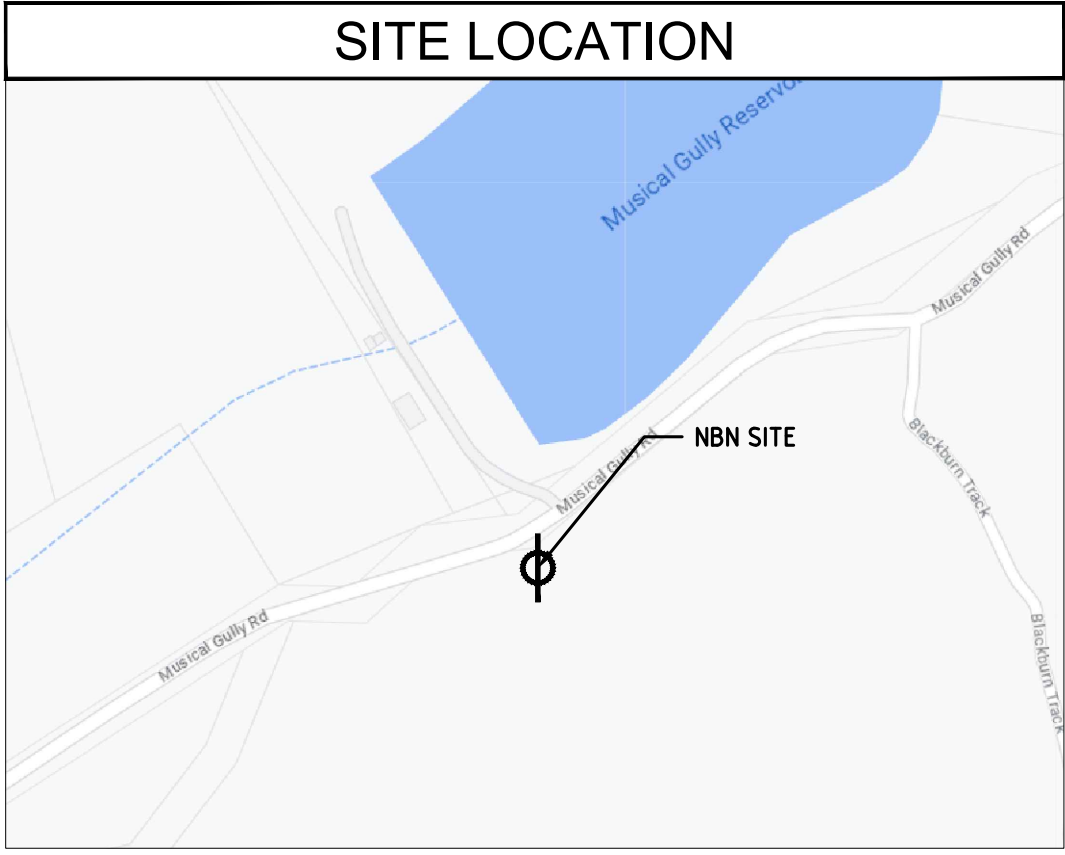 SITE LOCATION
Musical Gully Reservoi
Musical Gully Rd
NBN SITE
Musical Gully Rd
Blackburn Track
Musical Gully Rd
Blackburn Track